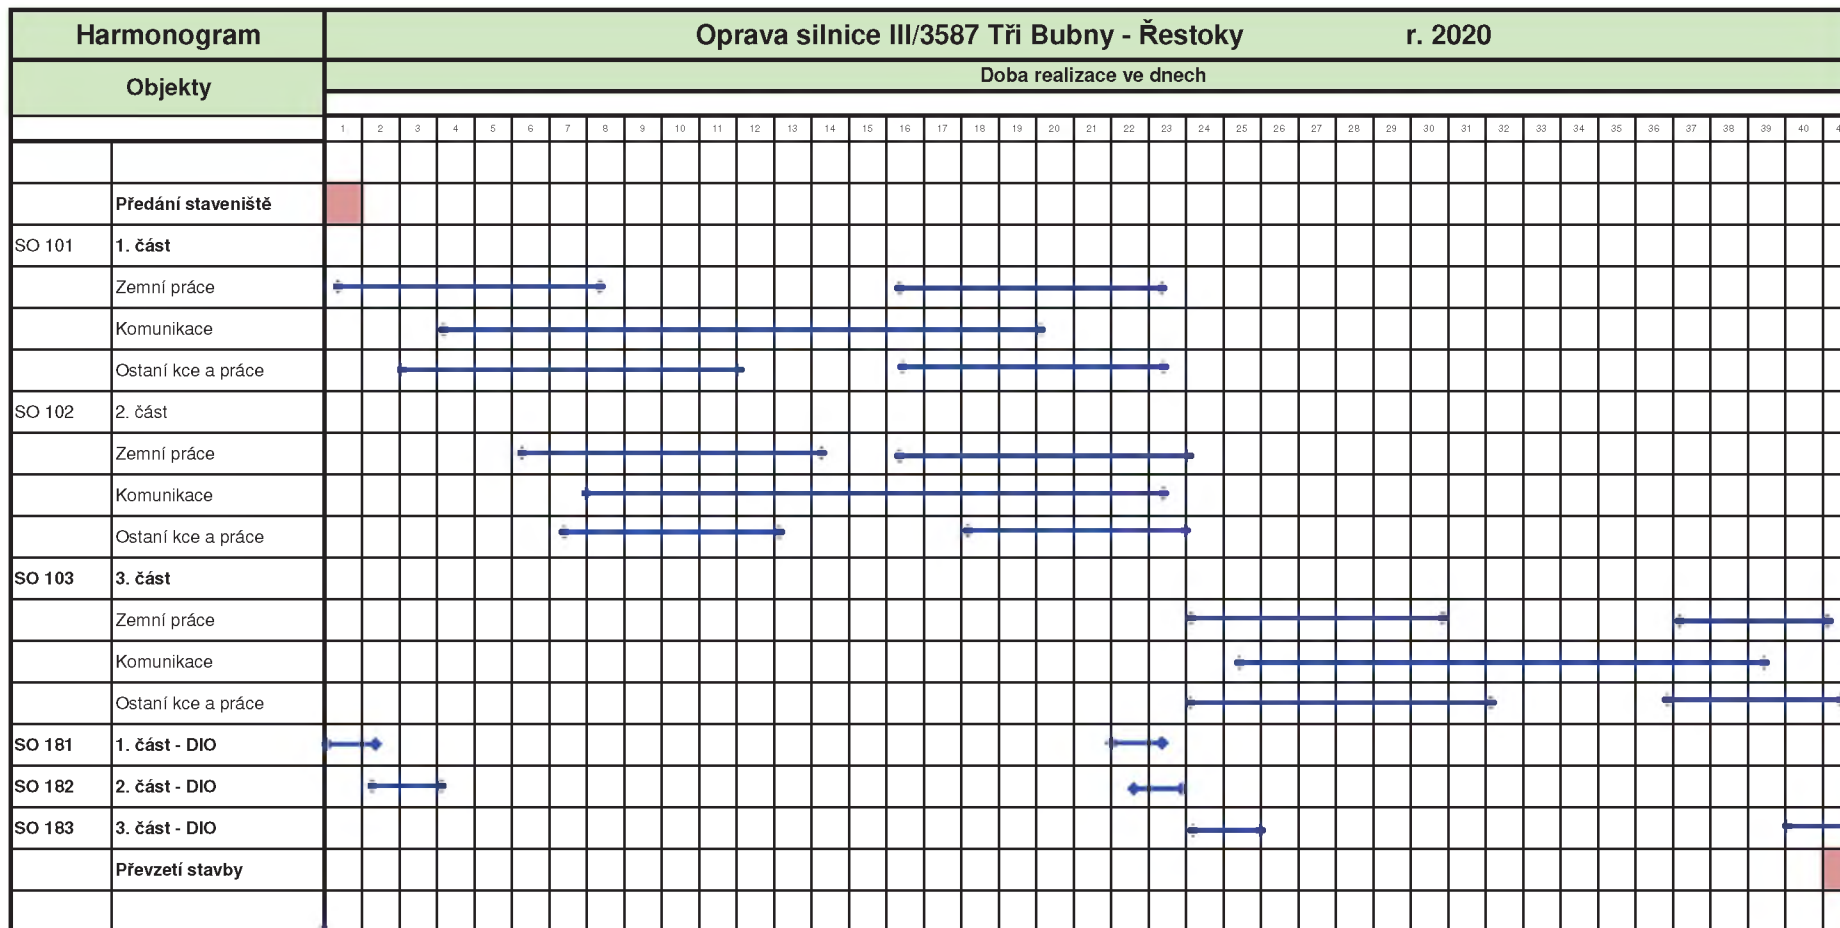 Harmonogram Oprava silnice III/3587 Tři Bubny - Řestoky r. 2020
Objekty Doba realizace ve dnech
1 2 3 4 5 6 7 8 9 10 11 12 13 14 15 16 17 18 19 20 21 22 23 24 25 26 27 28 29 30 31 32 33 34 35 36 37 38 39 40
Předání staveniště
SO 101 1. část
Zemní práce
Komunikace
Ostaní kce a práce
SO 102 2. část
Zemní práce
Komunikace
Ostaní kce a práce
SO 103 3. část
Zemní práce
Komunikace
Ostaní kce a práce
SO 181 1. část - DIO
SO 182 2. část - DIO
SO 183 3. část - DIO
Převzetí stavby